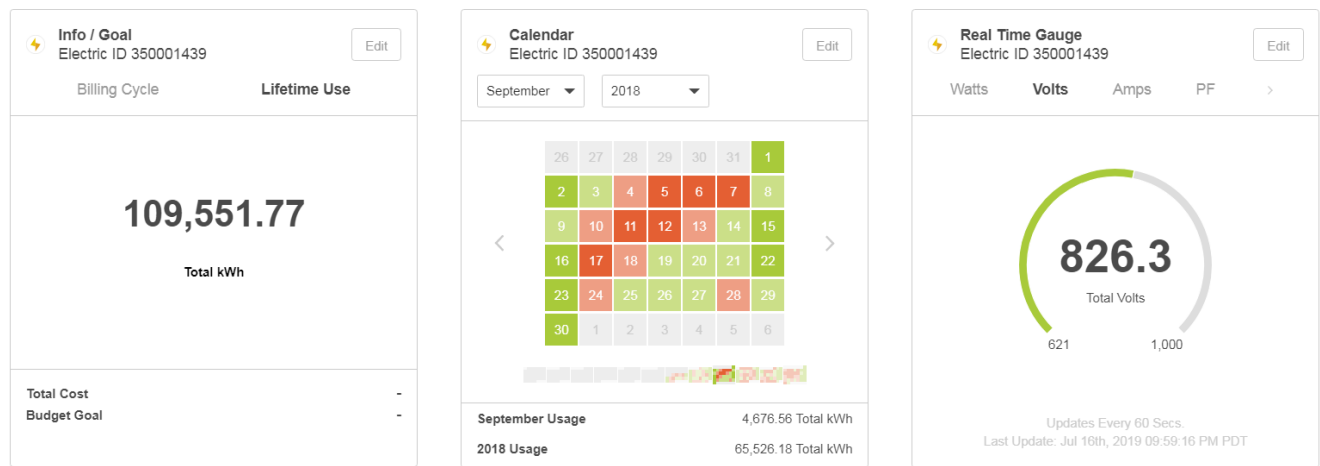 Info / Goal
Electric ID 350001439
Edit
Billing Cycle Lifetime Use
109,551.77
Total kWh
Total Cost -
Budget Goal -
Calendar
Electric ID 350001439
Edit
September 2018
26 27 28 29 30 31 1
2 3 4 5 6 7 8
9 10 11 12 13 14 15
16 17 18 19 20 21 22
23 24 25 26 27 28 29
30 1 2 3 4 5 6
September Usage 4,676.56 Total kWh
2018 Usage 65,526.18 Total kWh
Real Time Gauge
Electric ID 350001439
Edit
Watts Volts Amps PF
826.3
Total Volts
621 1,000
Updates Every 60 Secs.
Last Update: Jul 16th, 2019 09:59:16 PM PDT